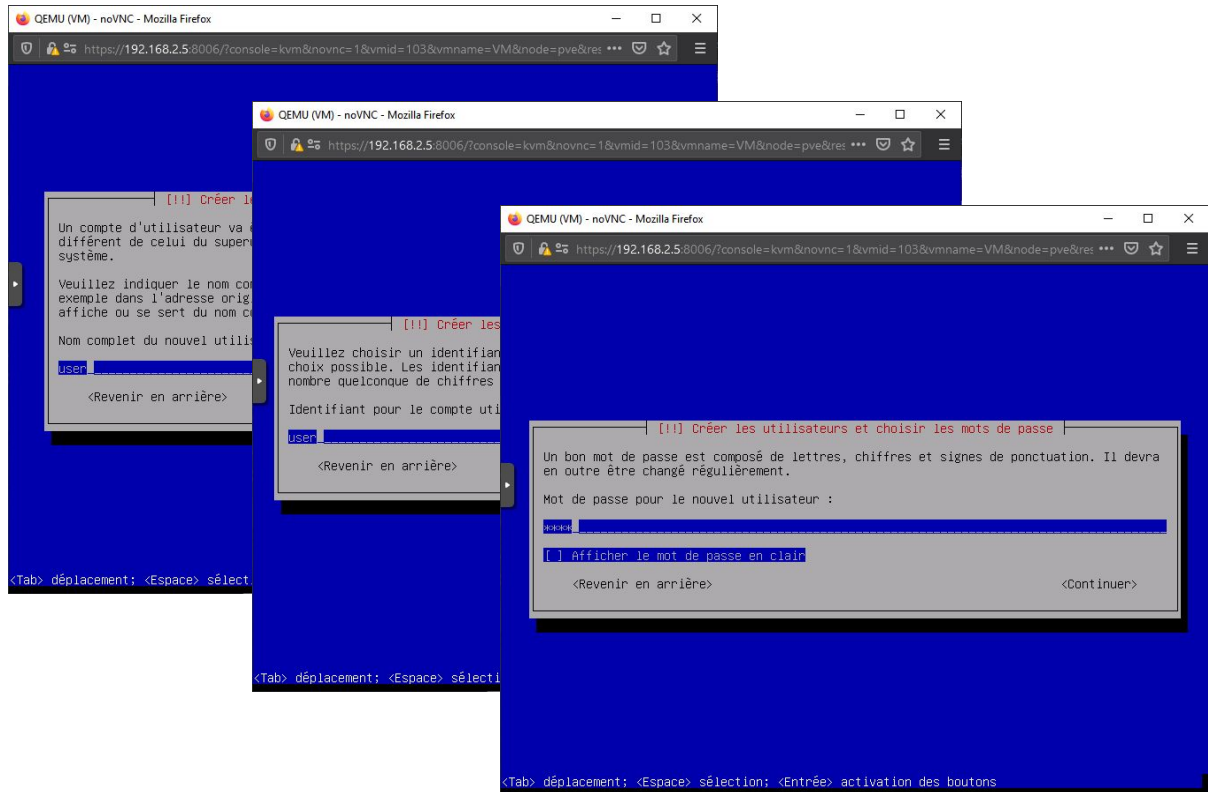 QEMU (VM) - noVNC - Mozilla Firefox
https://192.168.2.5:8006/?console=kvm&novnc=1&vmid=103&vmname=VM&node=pve&res
[!!] Créer le
Un compte d'utilisateur va
différent de celui du super
système.
Veuillez indiquer le nom co
exemple dans l'adresse orig
affiche ou se sert du nom c
Nom complet du nouvel utilis
user
<Revenir en arrière>
<Tab> déplacement; <Espace> sélect
QEMU (VM) - noVNC - Mozilla Firefox
https://192.168.2.5:8006/?console=kvm&novnc=1&vmid=103&vmname=VM&node=pve&res
[!!] Créer les
Veuillez choisir un identifian
choix possible. Les identifian
nombre quelconque de chiffres
Identifiant pour le compte uti
user
<Revenir en arrière>
<Tab> déplacement; <Espace> sélecti
QEMU (VM) - noVNC - Mozilla Firefox
https://192.168.2.5:8006/?console=kvm&novnc=1&vmid=103&vmname=VM&node=pve&res
[!!] Créer les utilisateurs et choisir les mots de passe
Un bon mot de passe est composé de lettres, chiffres et signes de ponctuation. Il devra
en outre être changé régulièrement.
Mot de passe pour le nouvel utilisateur :
****
[ ] Afficher le mot de passe en clair
<Revenir en arrière> <Continuer>
<Tab> déplacement; <Espace> sélection; <Entrée> activation des boutons